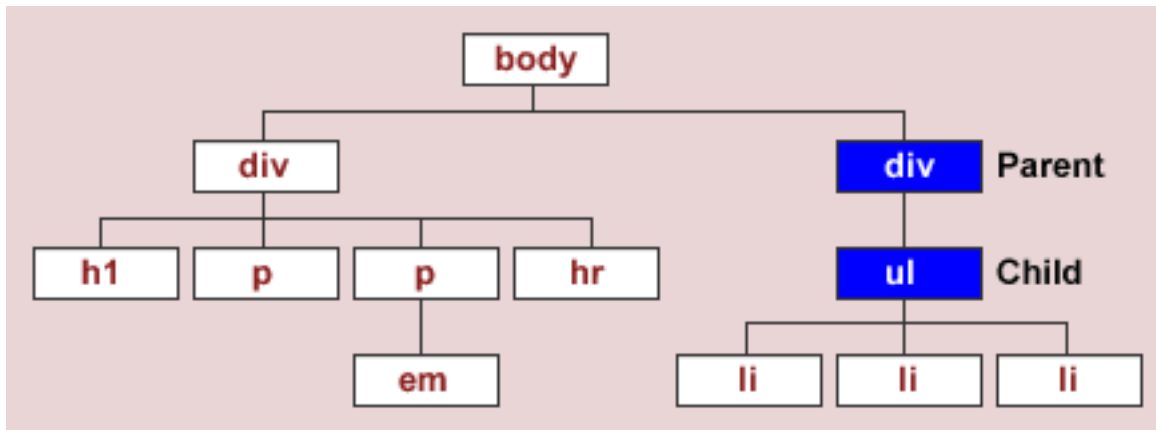 body
div
div Parent
h1 p p hr
ul Child
em
li li li